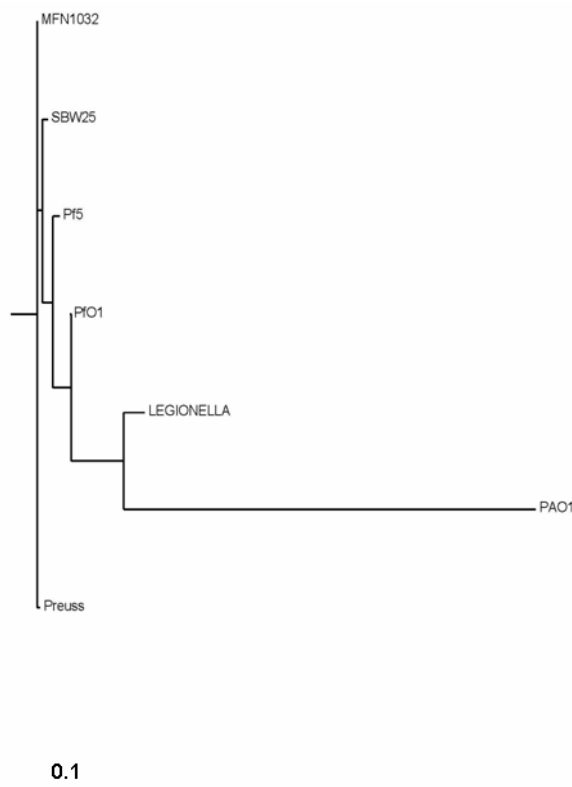 MFN1032
SBW25
Pf5
PfO1
LEGIONELLA
PAO1
Preuss
0.1